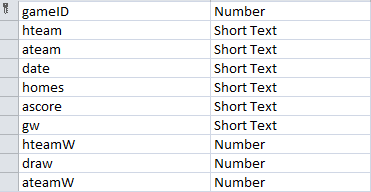 gameID Number
hteam Short Text
ateam Short Text
date Short Text
homes Short Text
ascore Short Text
gw Short Text
hteamW Number
draw Number
ateamW Number